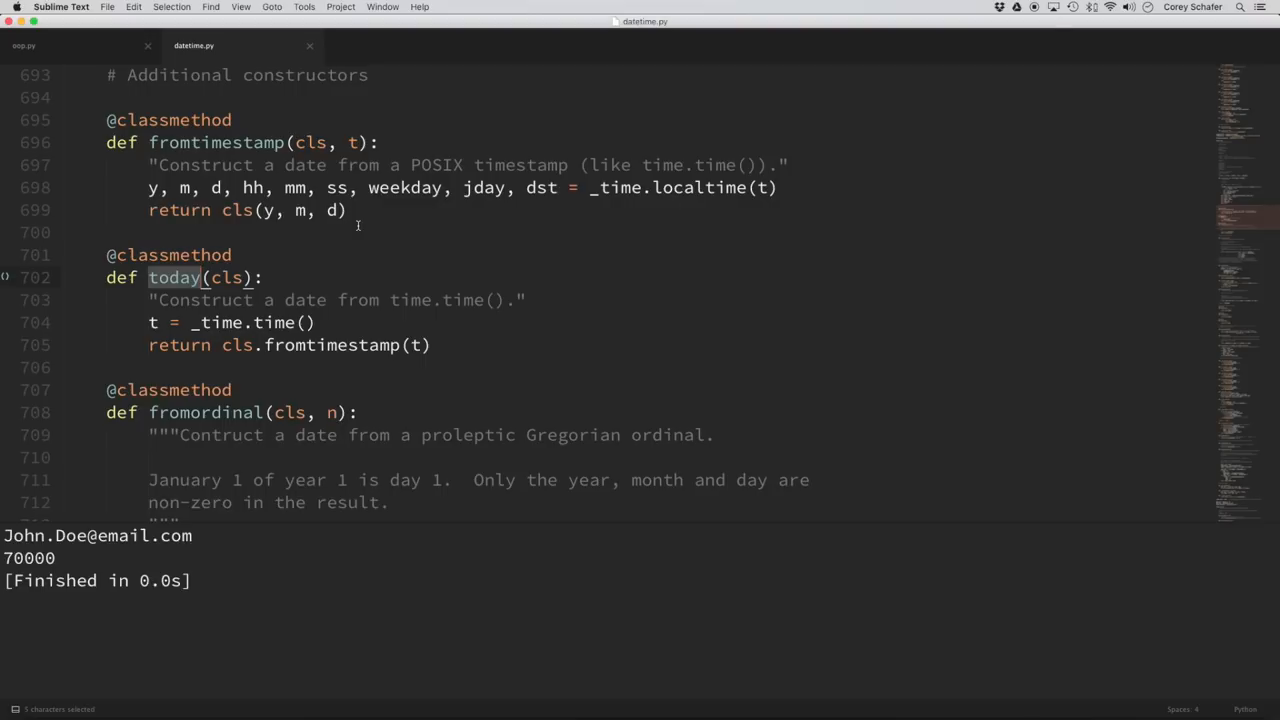 Sublime Text File Edit Selection Find View Goto Tools Project Window Help Corey Schafer
datetime.py
oop.py datetime.py
693 # Additional constructors
694
695 @classmethod
696 def fromtimestamp(cls, t):
697 "Construct a date from a POSIX timestamp (like time.time())."
698 y, m, d, hh, mm, ss, weekday, jday, dst = _time.localtime(t)
699 return cls(y, m, d)
700
701 @classmethod
702 def today(cls):
703 "Construct a date from time.time()."
704 t = _time.time()
705 return cls.fromtimestamp(t)
706
707 @classmethod
708 def fromordinal(cls, n):
709 """Contruct a date from a proleptic Gregorian ordinal.
710
711 January 1 of year 1 is day 1.  Only the year, month and day are
712 non-zero in the result.
"""
John.Doe@email.com
70000
[Finished in 0.0s]
5 characters selected Spaces: 4 Python